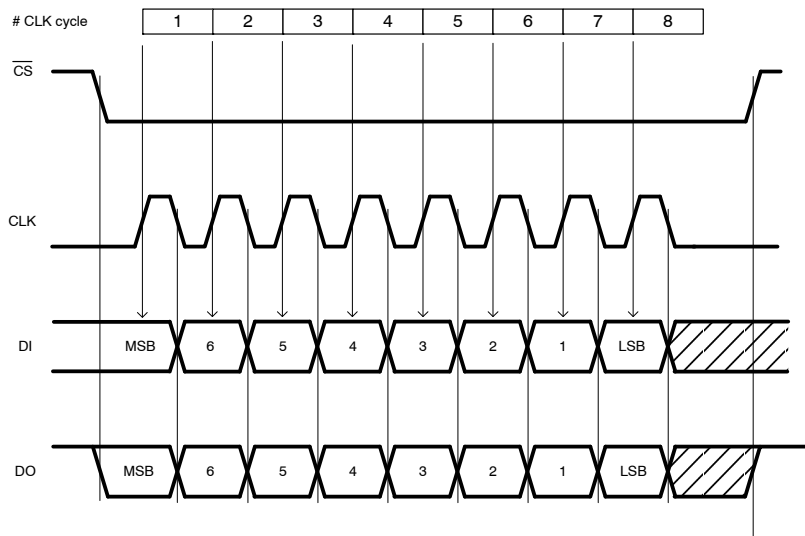 # CLK cycle 1 2 3 4 5 6 7 8
CS
CLK
DI MSB 6 5 4 3 2 1 LSB
DO MSB 6 5 4 3 2 1 LSB